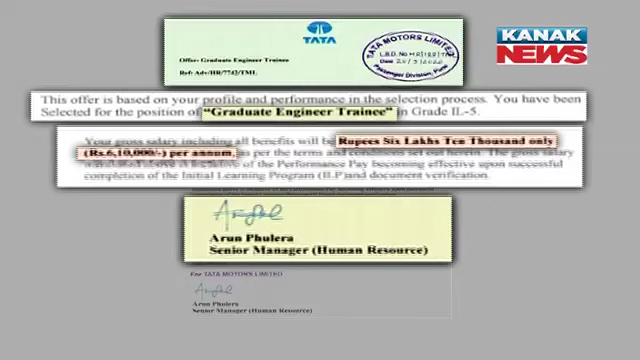 KANAK
NEWS
TATA
Offer: Graduate Engineer Trainee
Ref: Adv/HR/7742/TML
TATA MOTORS LIMITED
Passenger Division, Pune
This offer is based on your profile and performance in the selection process. You have been
Selected for the position of "Graduate Engineer Trainee" in Grade IL-5.
Your gross salary including all benefits will be Rupees Six Lakhs Ten Thousand only
(Rs.6,10,000/-) per annum, as per the terms and conditions set out herein. The gross salary
of the Performance Pay becoming effective upon successful
completion of the Initial Learning Program (ILP) and document verification.
Arun Phulera
Senior Manager (Human Resource)
For TATA MOTORS LIMITED
Arun Phulera
Senior Manager (Human Resource)